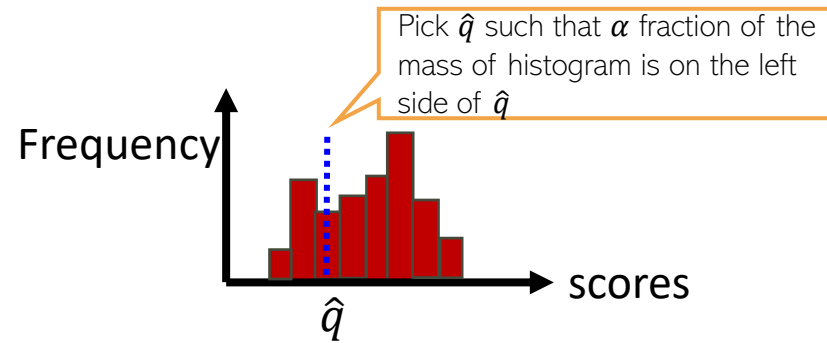 Pick q̂ such that α fraction of the
mass of histogram is on the left
side of q̂
Frequency
scores
q̂